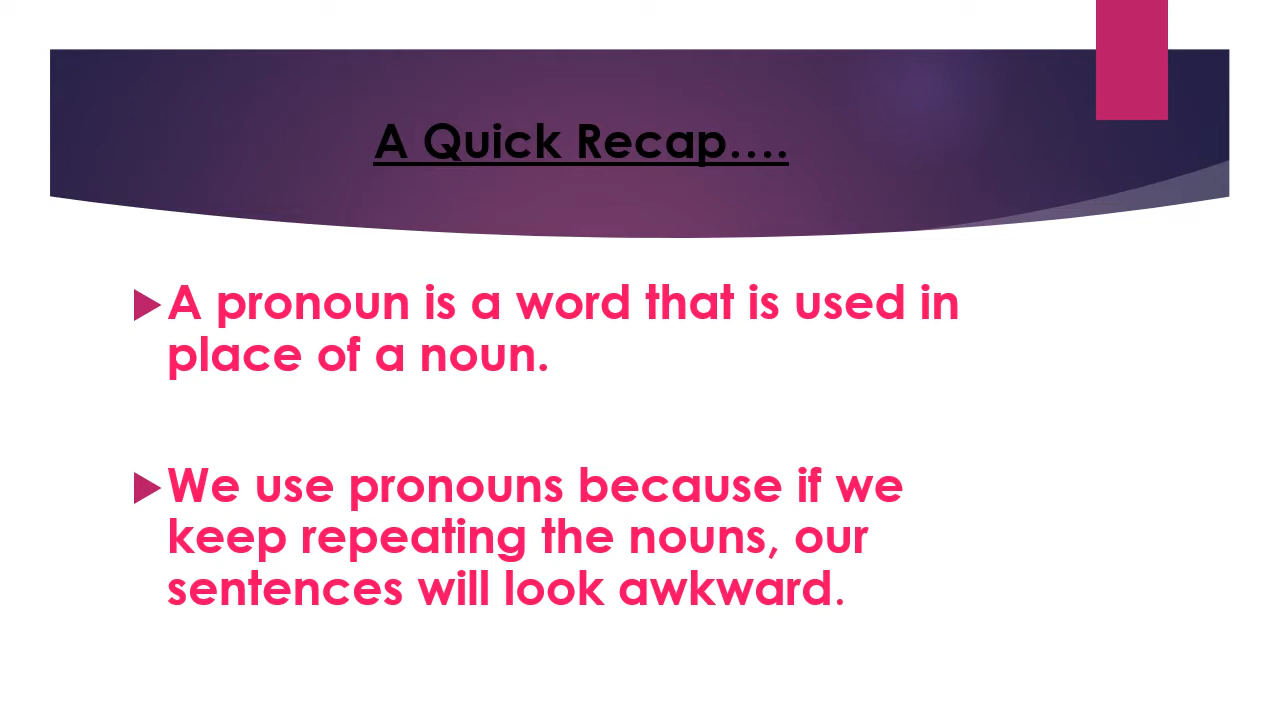 A Quick Recap....
A pronoun is a word that is used in
place of a noun.
We use pronouns because if we
keep repeating the nouns, our
sentences will look awkward.